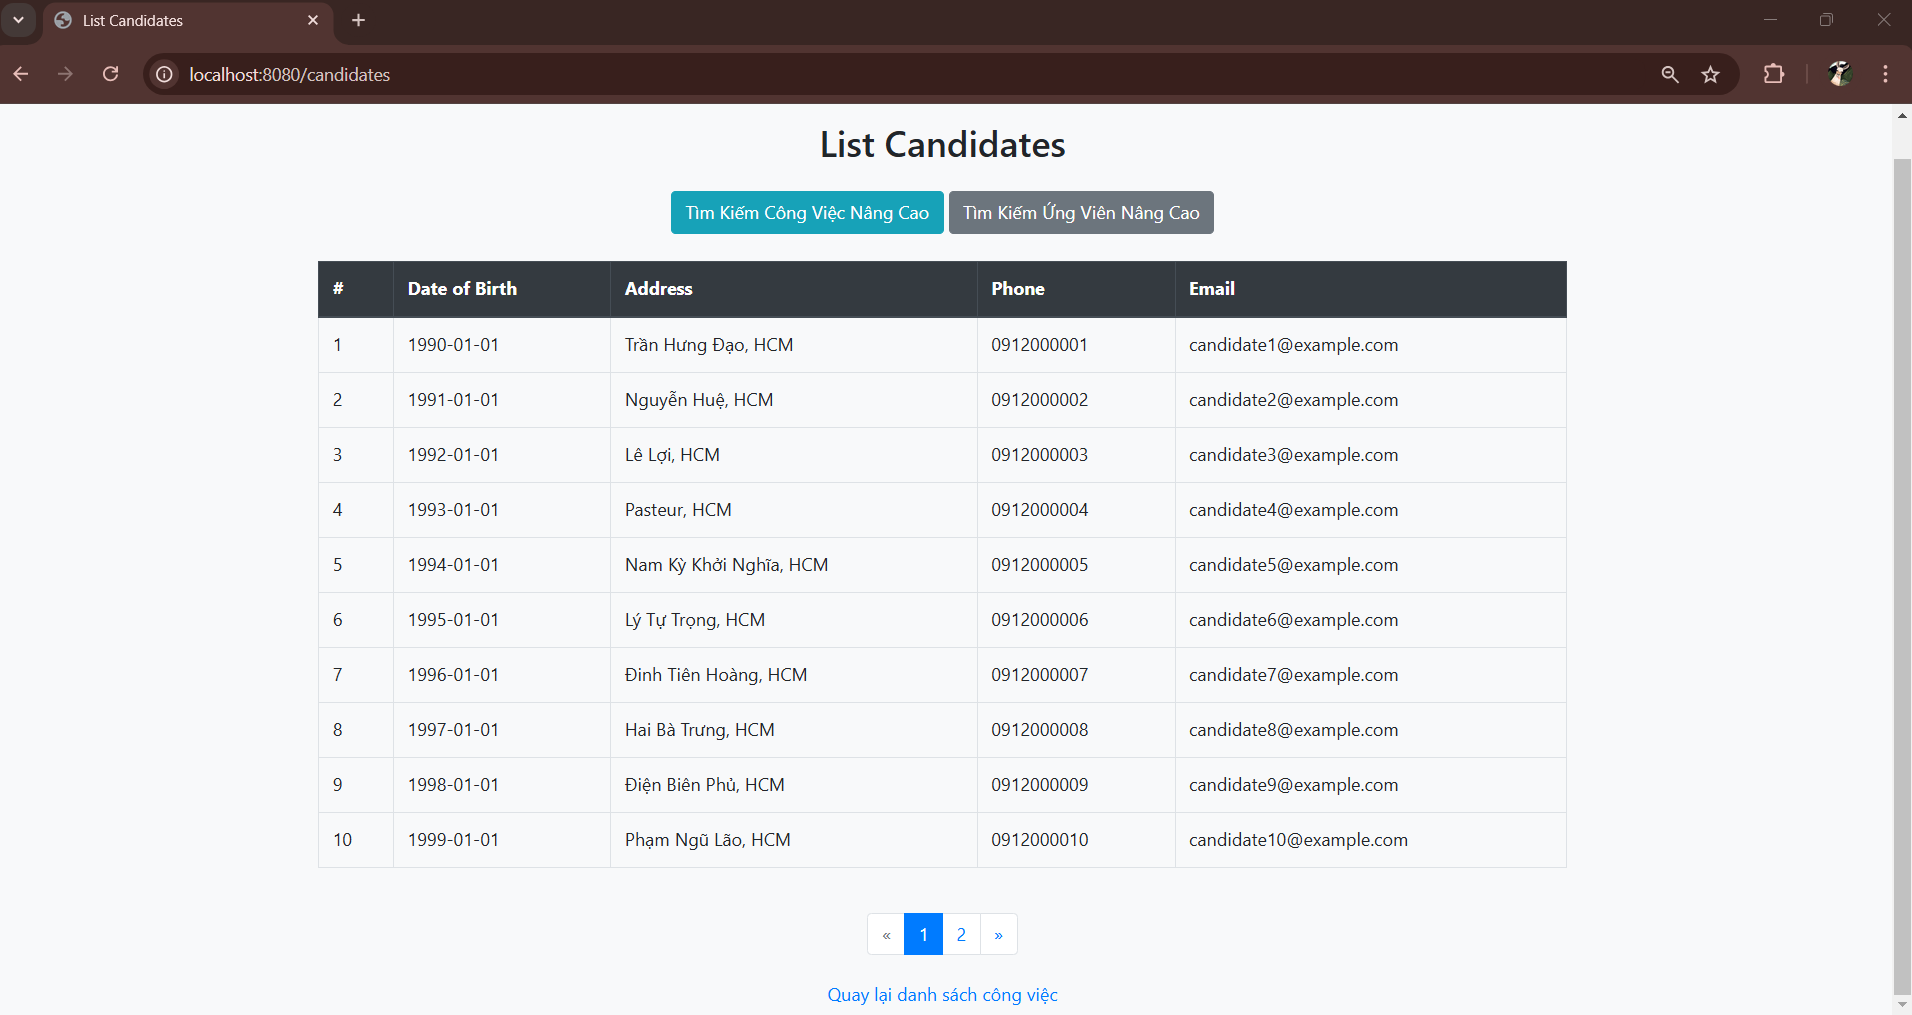 List Candidates
localhost:8080/candidates
List Candidates
Tìm Kiếm Công Việc Nâng Cao Tìm Kiếm Ứng Viên Nâng Cao
# Date of Birth Address Phone Email
1 1990-01-01 Trần Hưng Đạo, HCM 0912000001 candidate1@example.com
2 1991-01-01 Nguyễn Huệ, HCM 0912000002 candidate2@example.com
3 1992-01-01 Lê Lợi, HCM 0912000003 candidate3@example.com
4 1993-01-01 Pasteur, HCM 0912000004 candidate4@example.com
5 1994-01-01 Nam Kỳ Khởi Nghĩa, HCM 0912000005 candidate5@example.com
6 1995-01-01 Lý Tự Trọng, HCM 0912000006 candidate6@example.com
7 1996-01-01 Đinh Tiên Hoàng, HCM 0912000007 candidate7@example.com
8 1997-01-01 Hai Bà Trưng, HCM 0912000008 candidate8@example.com
9 1998-01-01 Điện Biên Phủ, HCM 0912000009 candidate9@example.com
10 1999-01-01 Phạm Ngũ Lão, HCM 0912000010 candidate10@example.com
« 1 2 »
Quay lại danh sách công việc